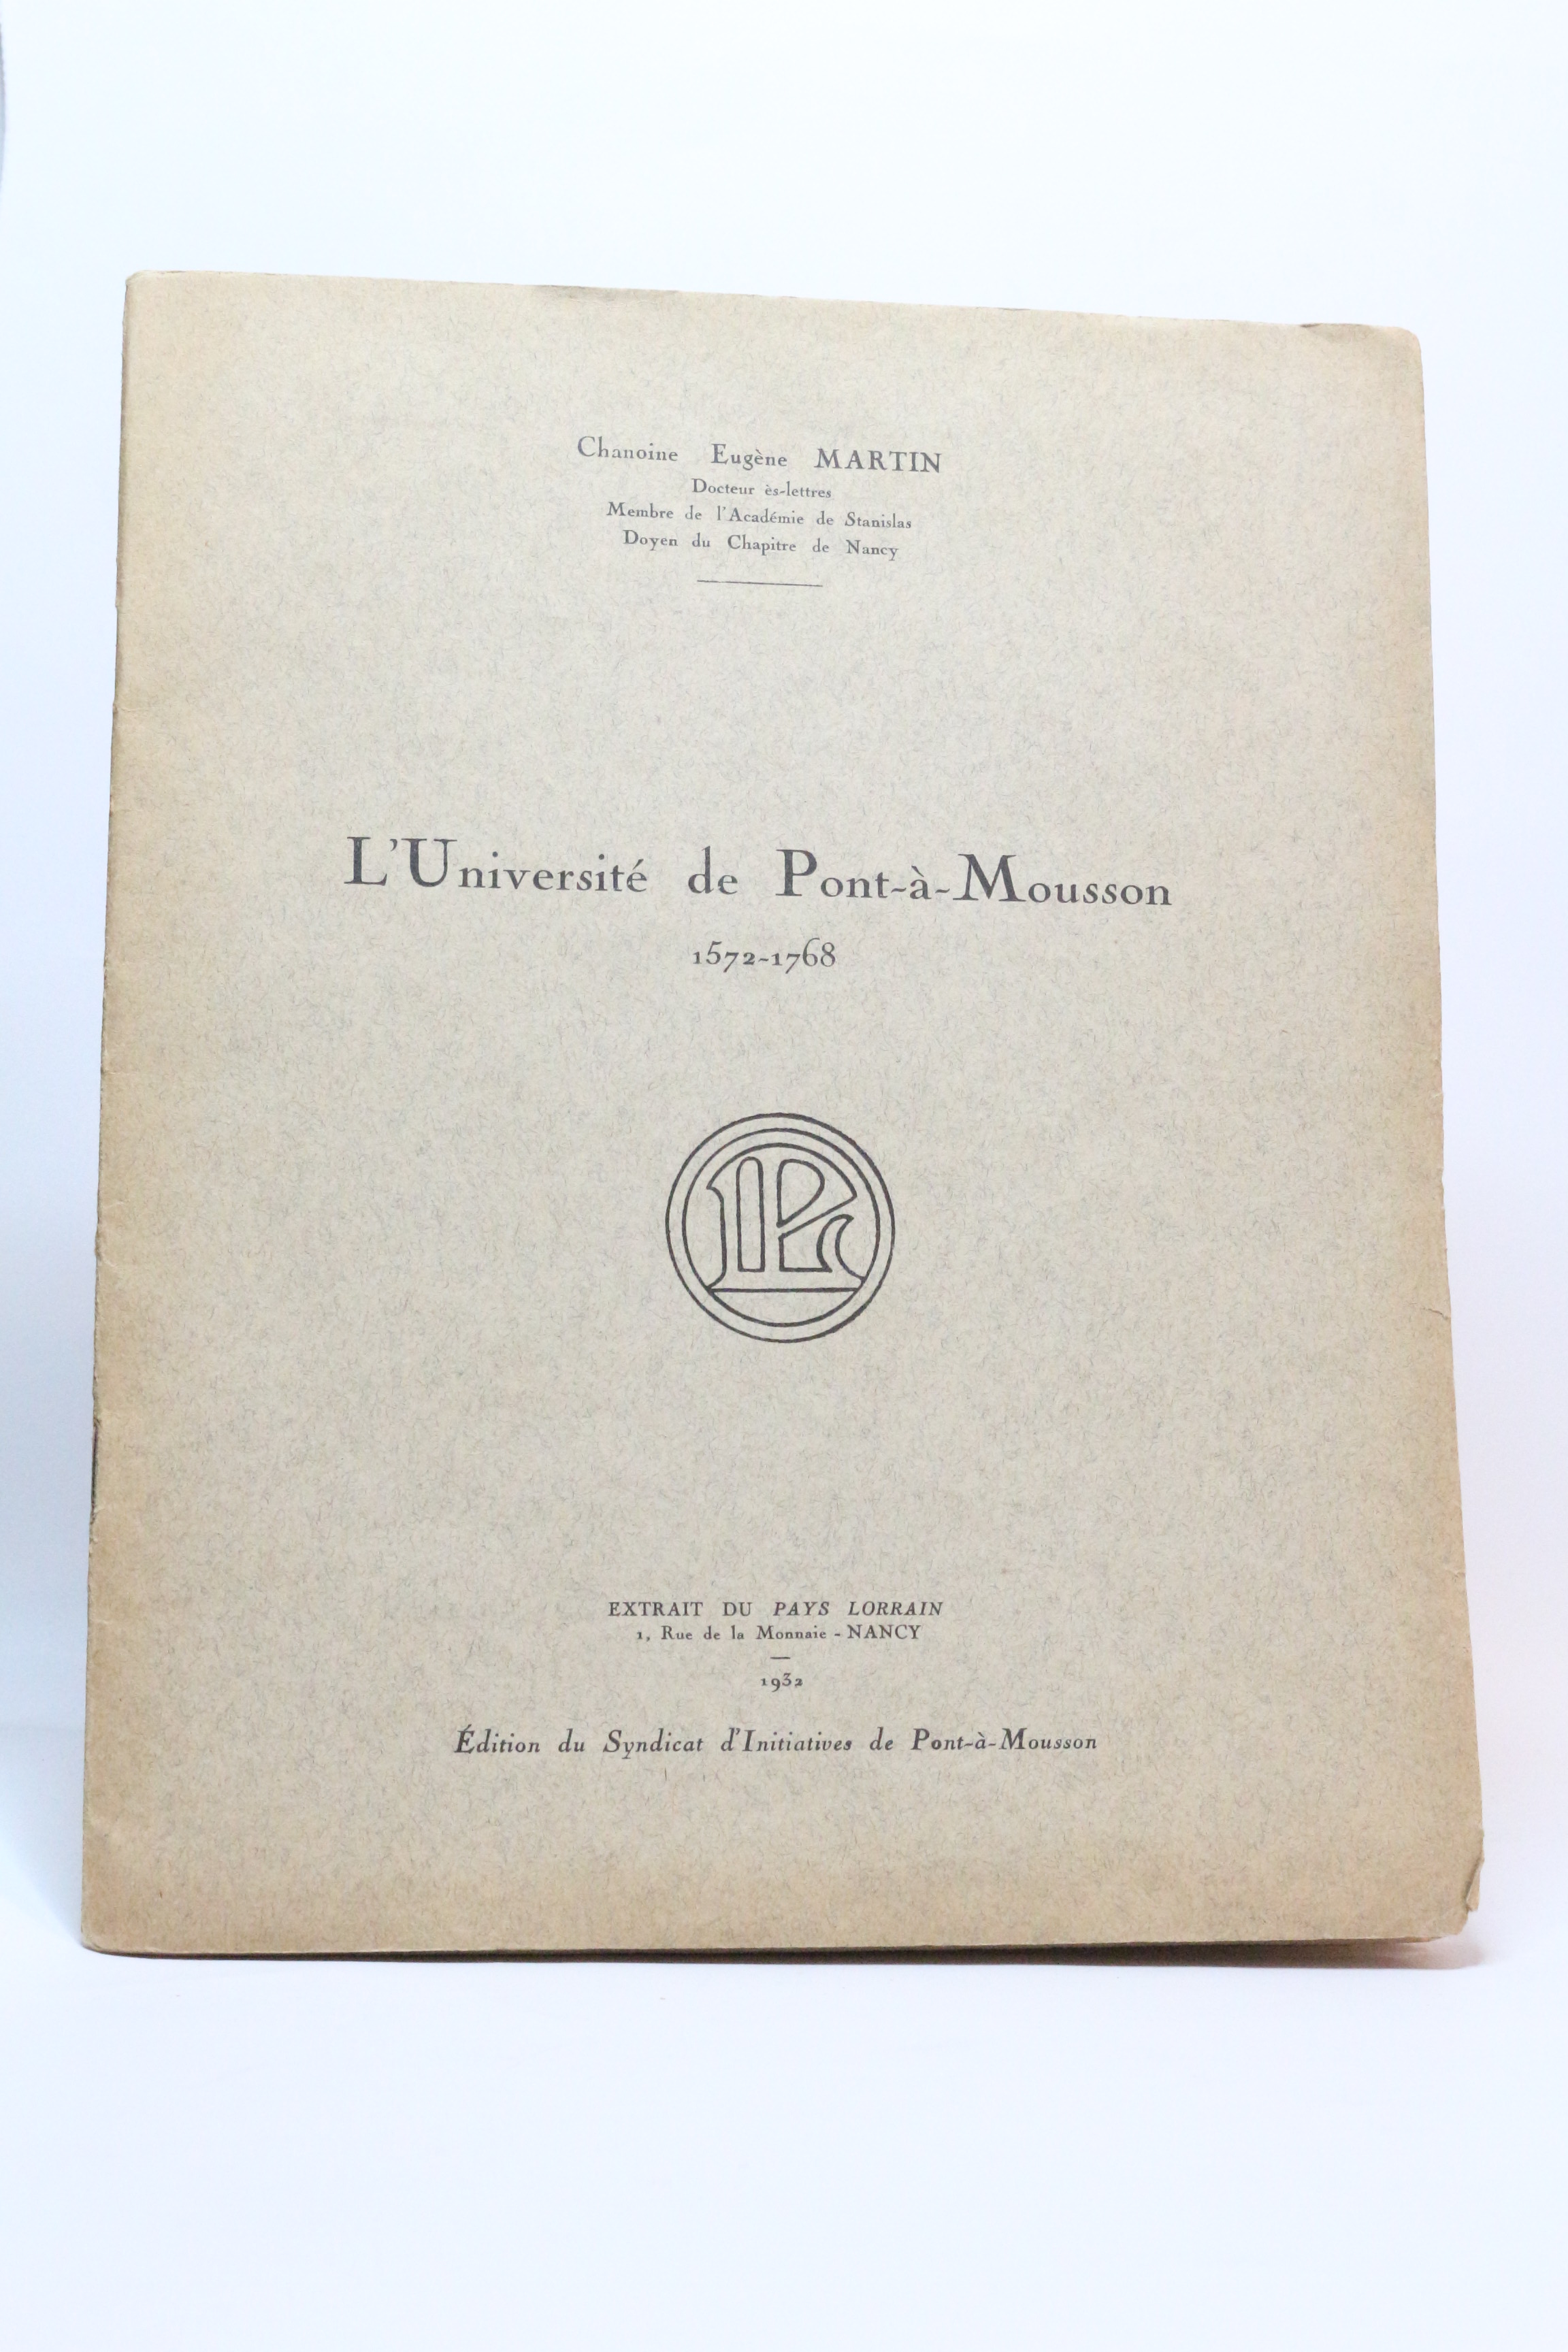 Chanoine Eugène MARTIN
Docteur ès-lettres
Membre de l'Académie de Stanislas
Doyen du Chapitre de Nancy
L'Université de Pont-à-Mousson
1572-1768
LP
EXTRAIT DU PAYS LORRAIN
1, Rue de la Monnaie - NANCY
1932
Édition du Syndicat d'Initiatives de Pont-à-Mousson